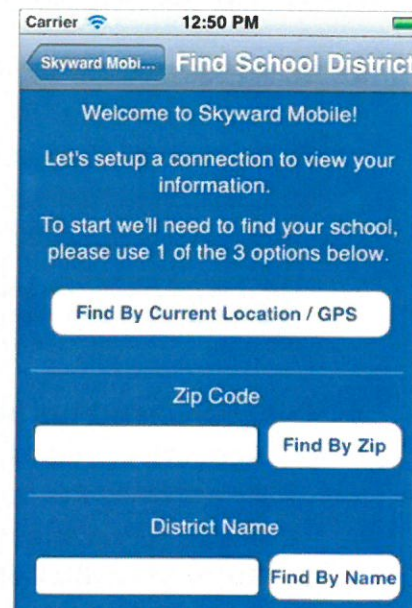 Carrier 12:50 PM
Skyward Mobi... Find School District
Welcome to Skyward Mobile!
Let's setup a connection to view your
information.
To start we'll need to find your school,
please use 1 of the 3 options below.
Find By Current Location / GPS
Zip Code
Find By Zip
District Name
Find By Name